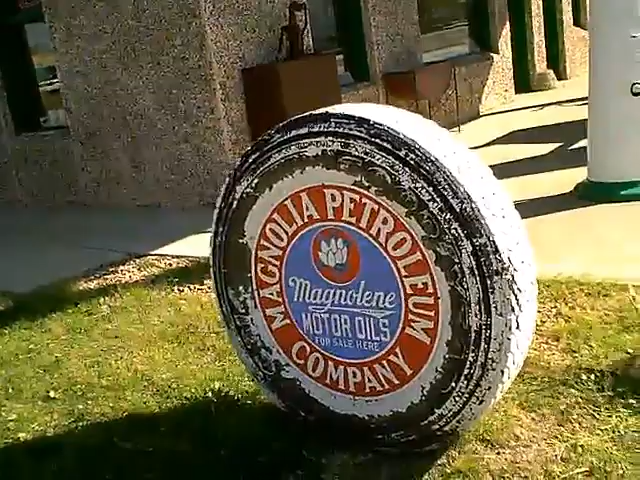 MAGNOLIA PETROLEUM
COMPANY
Magnolene
MOTOR OILS
FOR SALE HERE